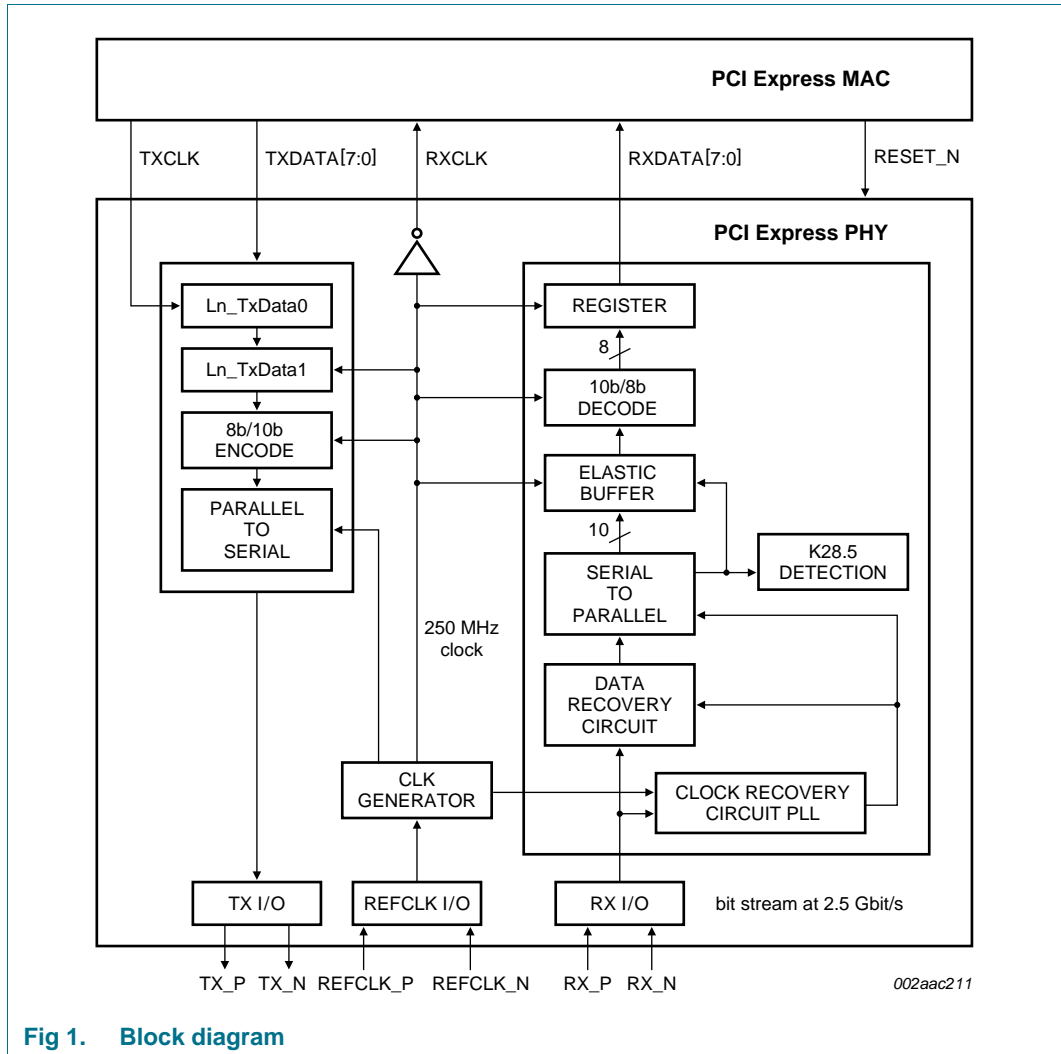 PCI Express MAC
TXCLK
TXDATA[7:0]
RXCLK
RXDATA[7:0]
RESET_N
PCI Express PHY
Ln_TxData0
Ln_TxData1
8b/10b
ENCODE
PARALLEL
TO
SERIAL
REGISTER
8
10b/8b
DECODE
ELASTIC
BUFFER
10
K28.5
DETECTION
SERIAL
TO
PARALLEL
250 MHz
clock
DATA
RECOVERY
CIRCUIT
CLK
GENERATOR
CLOCK RECOVERY
CIRCUIT PLL
TX I/O
REFCLK I/O
RX I/O
bit stream at 2.5 Gbit/s
TX_P TX_N REFCLK_P REFCLK_N RX_P RX_N
002aac211
Fig 1. Block diagram